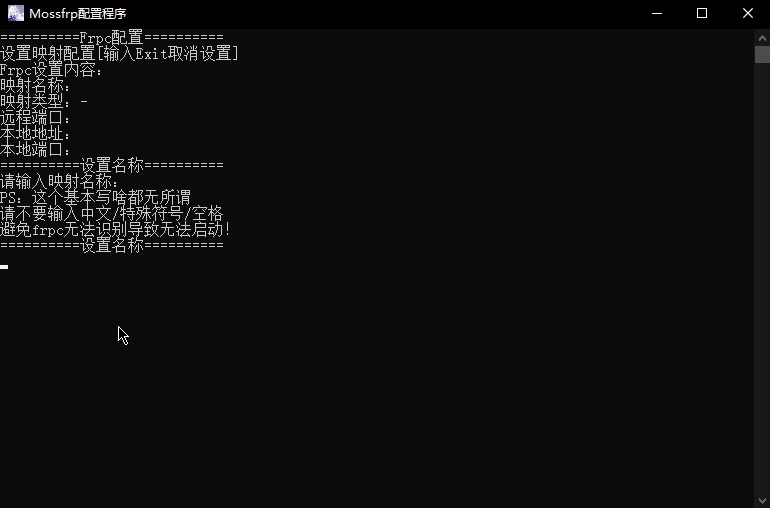 Mossfrp配置程序
==========Frpc配置==========
设置映射配置[输入Exit取消设置]
Frpc设置内容：
映射名称：
映射类型：-
远程端口：
本地地址：
本地端口：
==========设置名称==========
请输入映射名称：
PS：这个基本写啥都无所谓
请不要输入中文/特殊符号/空格
避免frpc无法识别导致无法启动！
==========设置名称==========